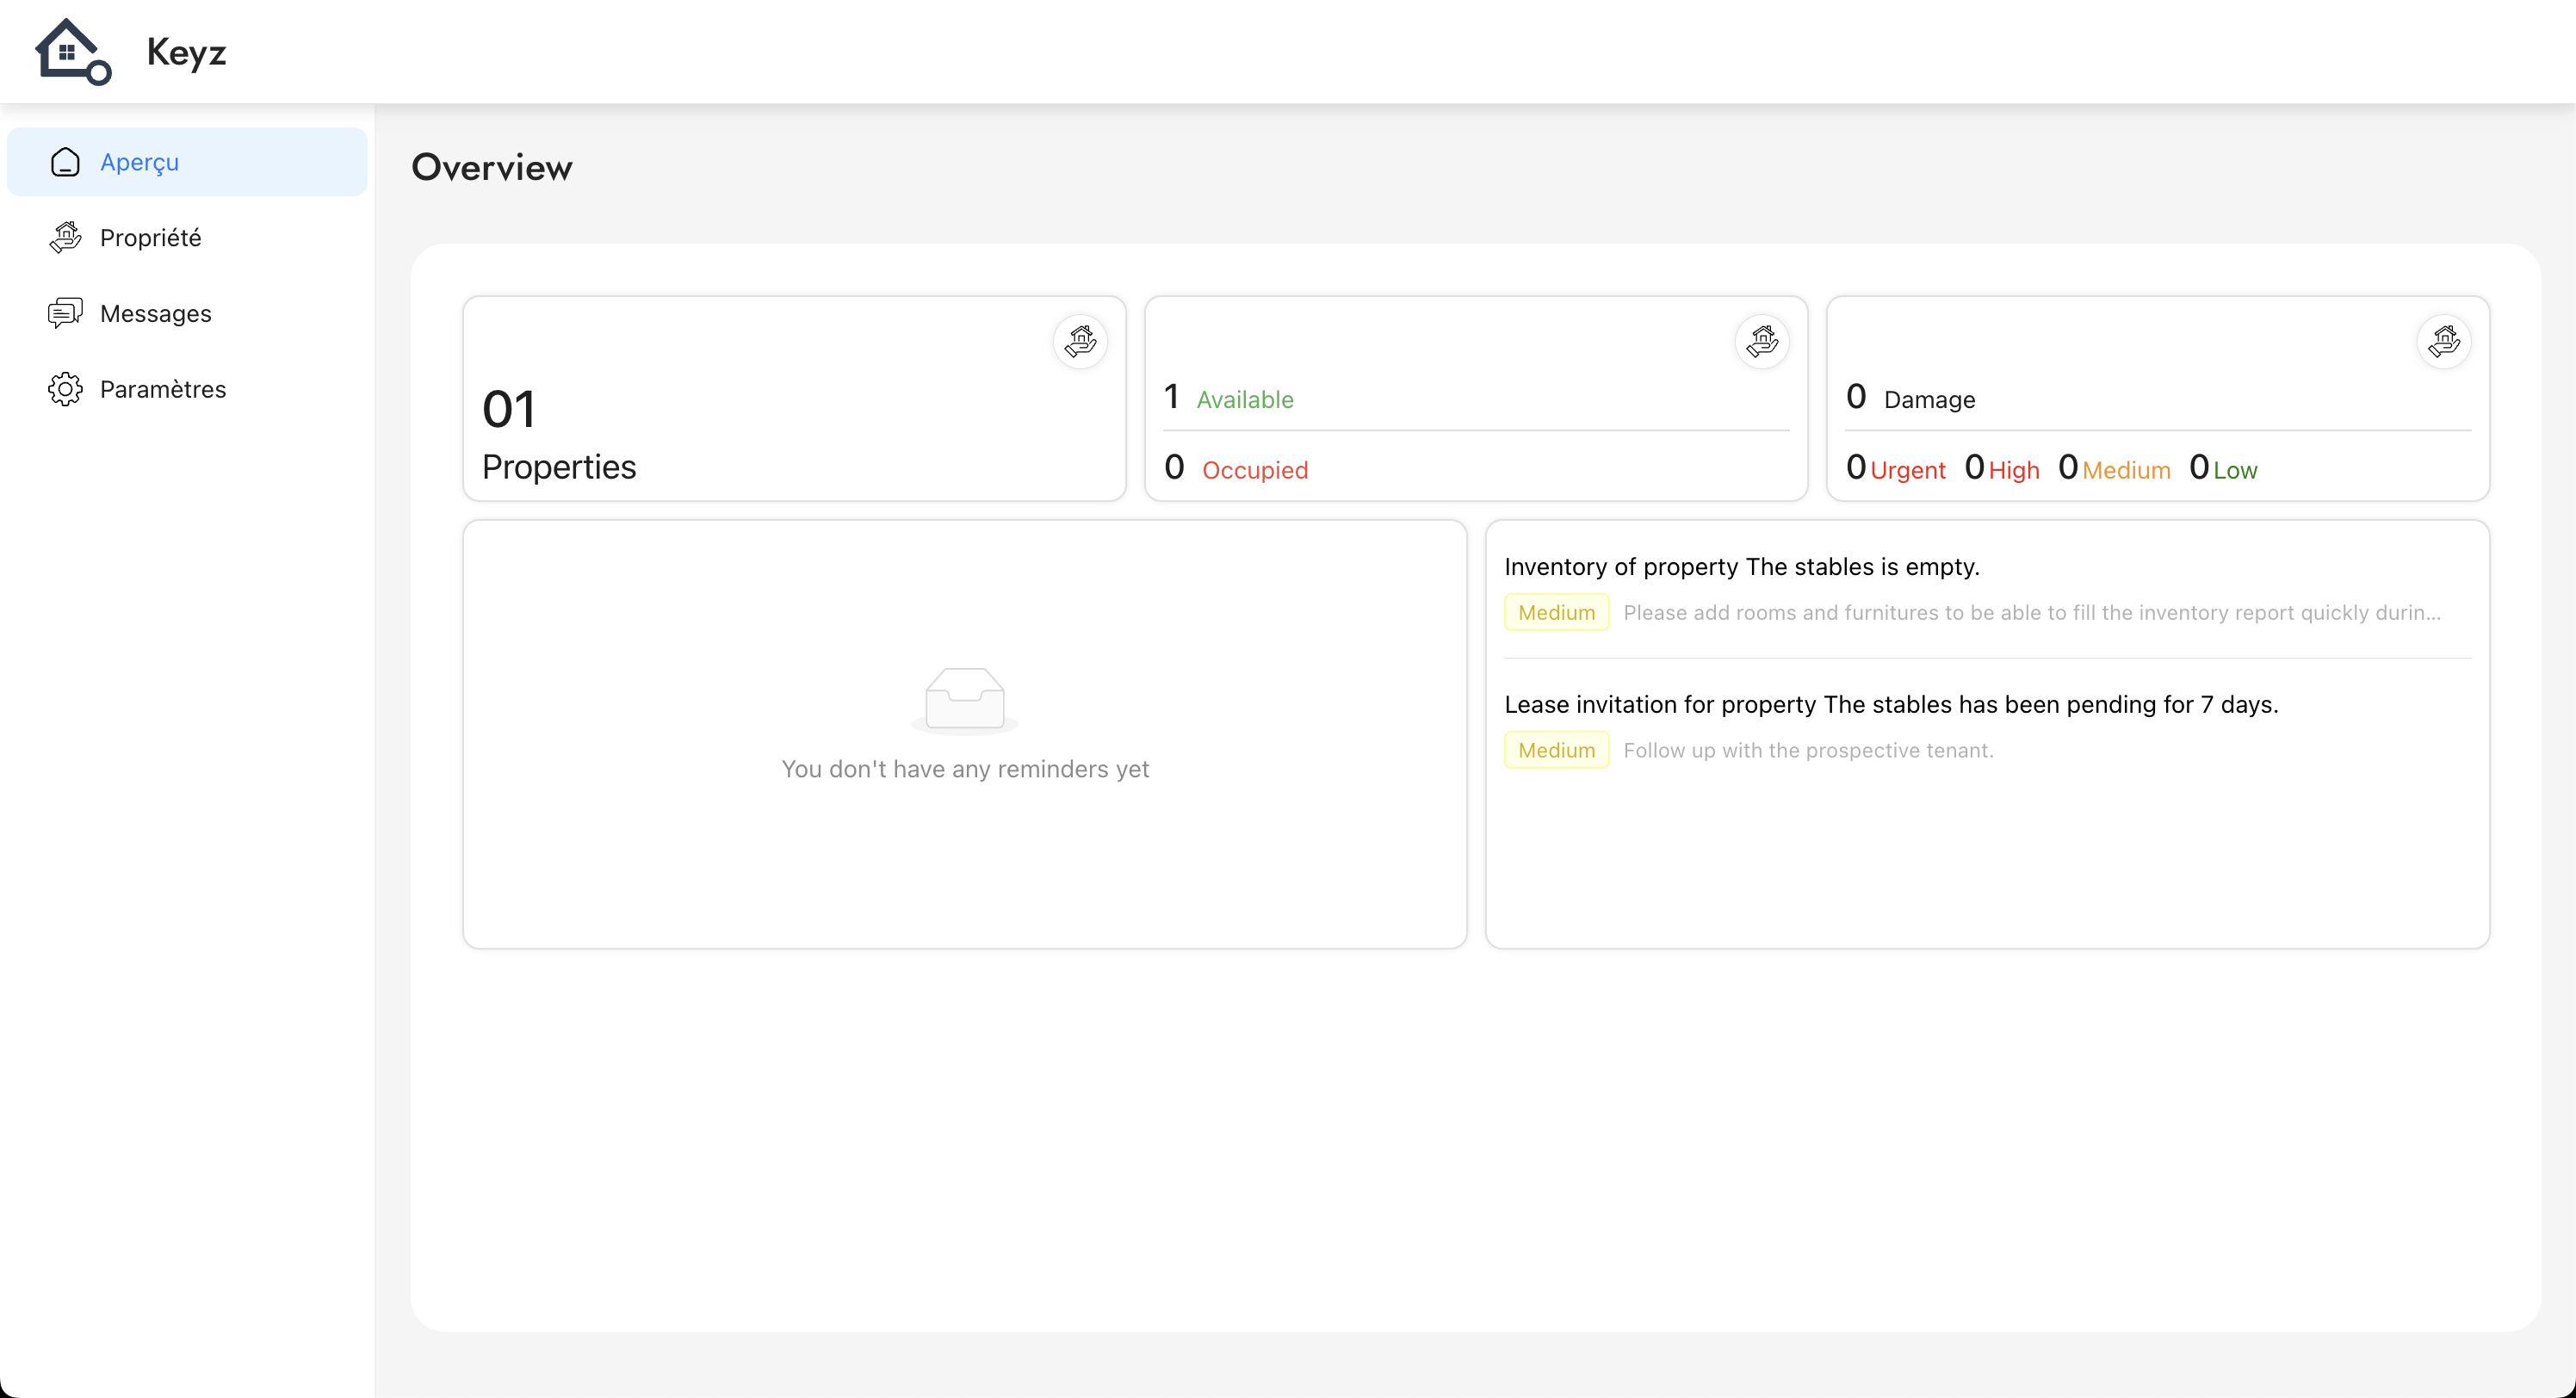 Keyz
Aperçu
Propriété
Messages
Paramètres
Overview
01
Properties
1 Available
0 Occupied
0 Damage
0 Urgent 0 High 0 Medium 0 Low
You don't have any reminders yet
Inventory of property The stables is empty.
Medium Please add rooms and furnitures to be able to fill the inventory report quickly durin...
Lease invitation for property The stables has been pending for 7 days.
Medium Follow up with the prospective tenant.